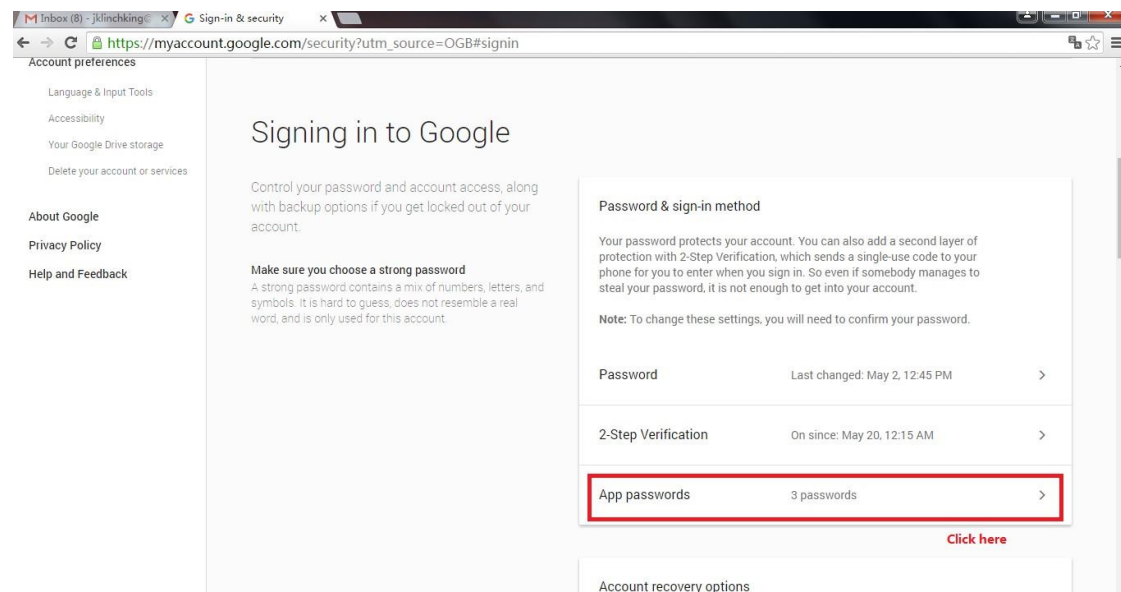 Inbox (8) - jklinchking
Sign-in & security
https://myaccount.google.com/security?utm_source=OGB#signin
Account preferences
Language & Input Tools
Accessibility
Your Google Drive storage
Delete your account or services
About Google
Privacy Policy
Help and Feedback
Signing in to Google
Control your password and account access, along
with backup options if you get locked out of your
account.
Make sure you choose a strong password
A strong password contains a mix of numbers, letters, and
symbols. It is hard to guess, does not resemble a real
word, and is only used for this account.
Password & sign-in method
Your password protects your account. You can also add a second layer of
protection with 2-Step Verification, which sends a single-use code to your
phone for you to enter when you sign in. So even if somebody manages to
steal your password, it is not enough to get into your account.
Note: To change these settings, you will need to confirm your password.
Password Last changed: May 2, 12:45 PM
2-Step Verification On since: May 20, 12:15 AM
App passwords 3 passwords
Click here
Account recovery options